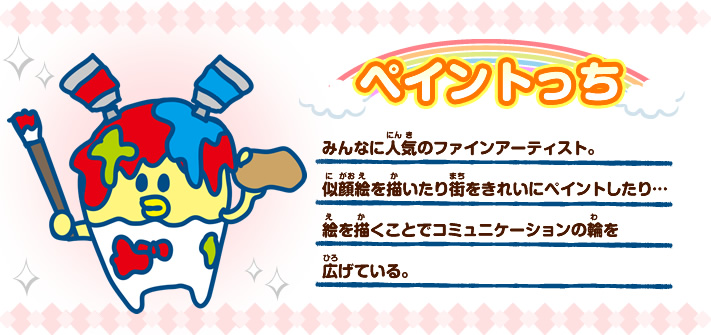 ペイントっち
みんなに人気のファインアーティスト。
似顔絵を描いたり街をきれいにペイントしたり…
絵を描くことでコミュニケーションの輪を
広げている。